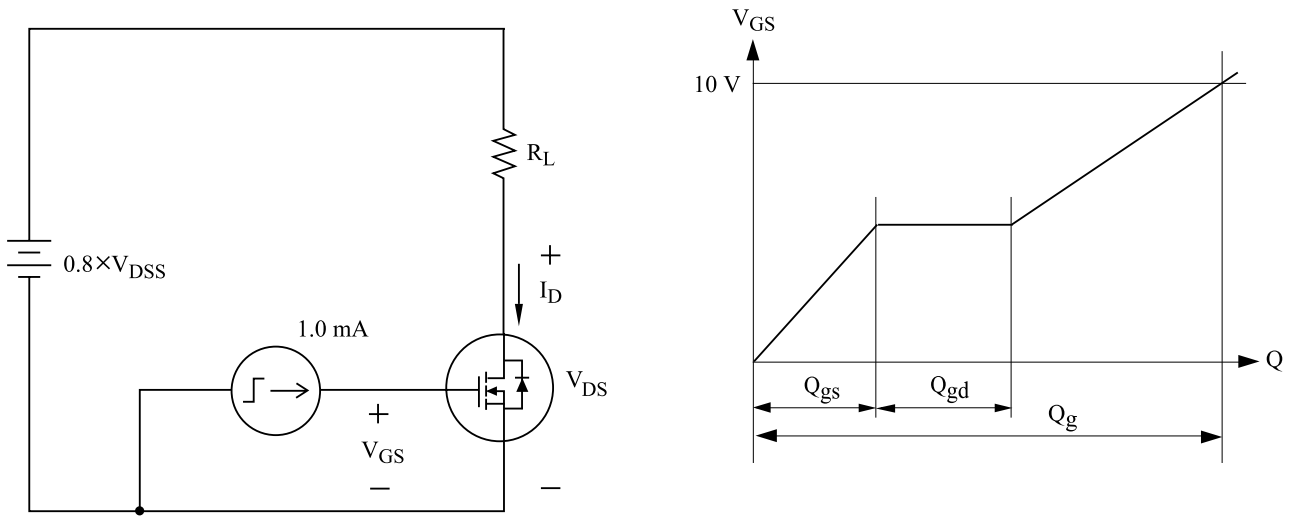 R_L
0.8×V_DSS
+
I_D
1.0 mA
V_DS
+
V_GS
−
−
V_GS
10 V
Q
Q_gs
Q_gd
Q_g